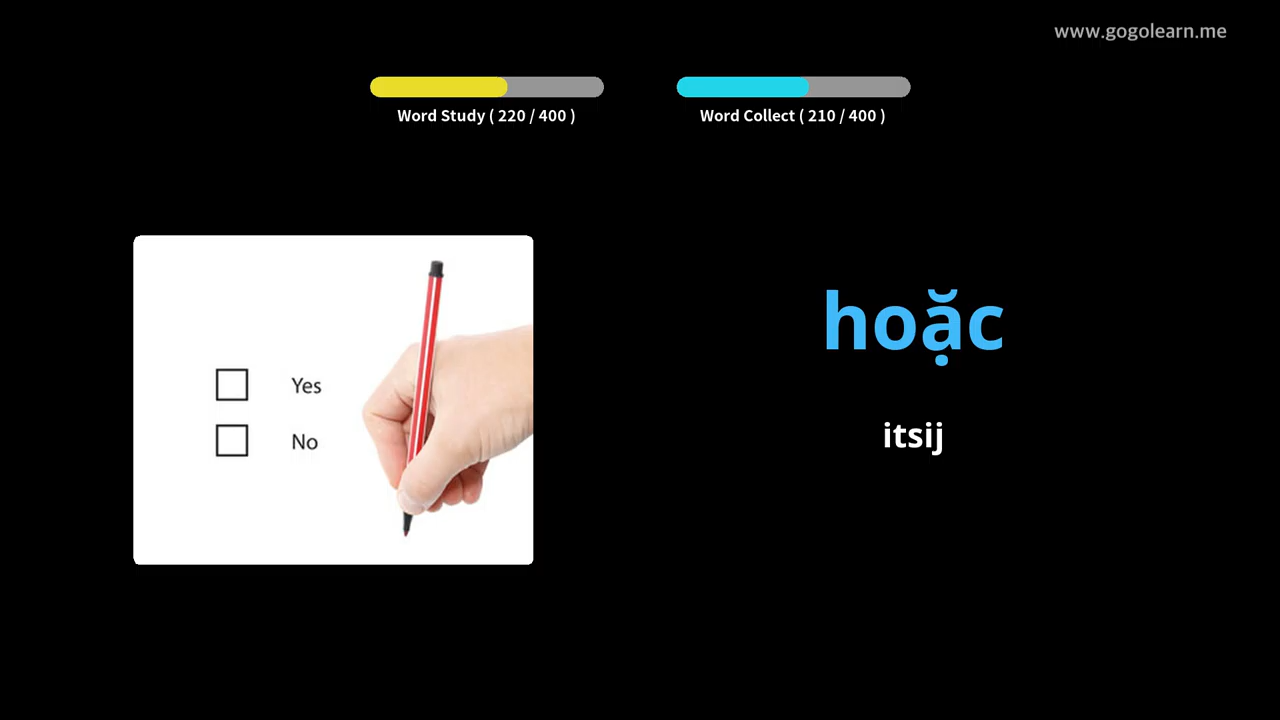 www.gogolearn.me
Word Study ( 220 / 400 )
Word Collect ( 210 / 400 )
Yes
No
hoặc
itsij